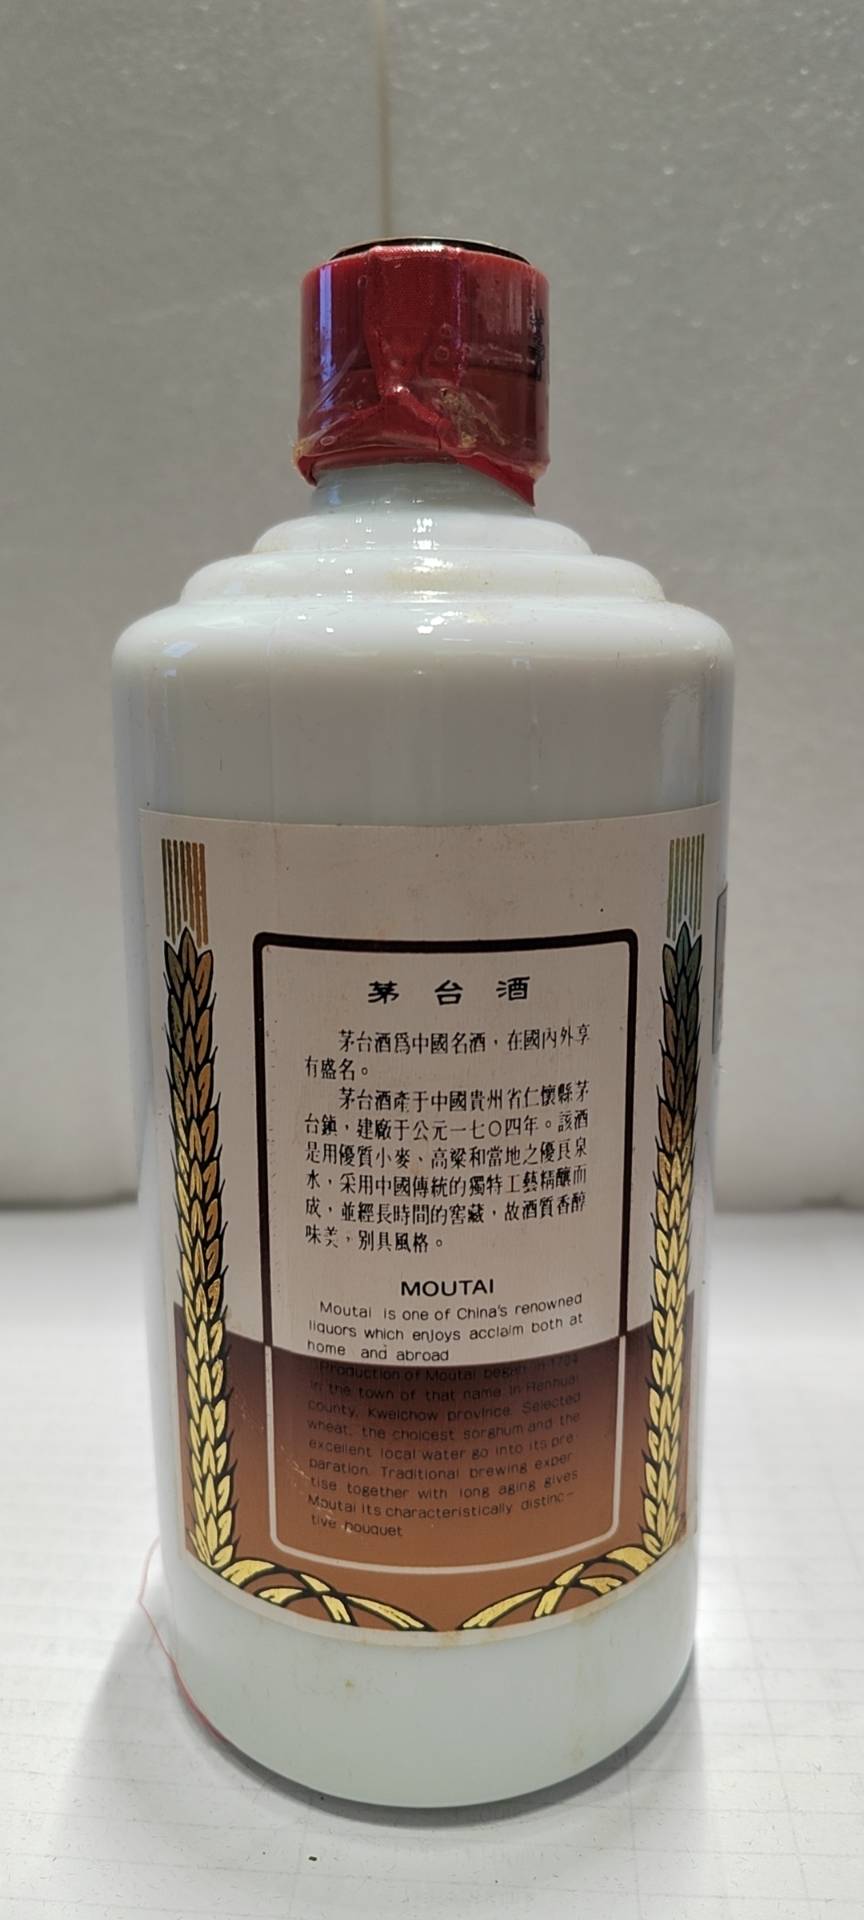 茅台酒
茅台酒爲中國名酒，在國內外享
有盛名。
茅台酒產于中國貴州省仁懷縣茅
台鎮，建廠于公元一七〇四年。該酒
是用優質小麥、高粱和當地之優良泉
水，采用中國傳統的獨特工藝精釀而
成，並經長時間的窖藏，故酒質香醇
味美，别具風格。
MOUTAI
Moutai is one of China's renowned
liquors which enjoys acclaim both at
home and abroad
Production of Moutai began in 1704
in the town of that name in Renhuai
county, Kweichow province. Selected
wheat, the choicest sorghum and the
excellent local water go into its pre-
paration. Traditional brewing exper-
tise together with long aging gives
Moutai its characteristically distinc-
tive bouquet